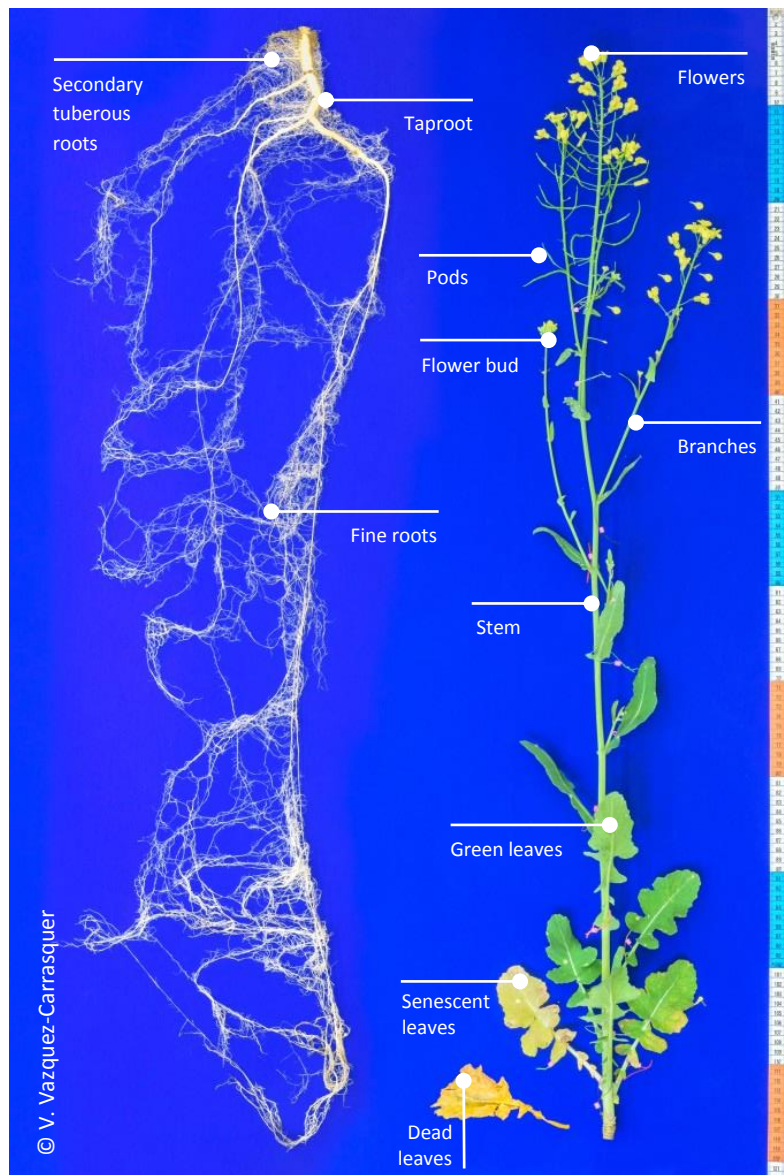 Secondary
tuberous
roots
Flowers
Taproot
Pods
Flower bud
Branches
Fine roots
Stem
Green leaves
Senescent
leaves
Dead
leaves
© V. Vazquez-Carrasquer